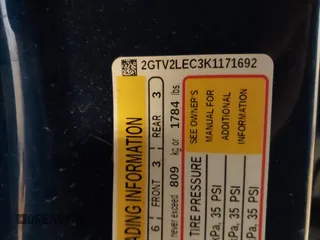 2GTV2LEC3K1171692
ADING INFORMATION
6 FRONT 3 REAR 3
never exceed 809 kg or 1784 lbs
TIRE PRESSURE
SEE OWNER'S
MANUAL FOR
ADDITIONAL
INFORMATION
Pa, 35 PSI
Pa, 35 PSI
Pa, 35 PSI